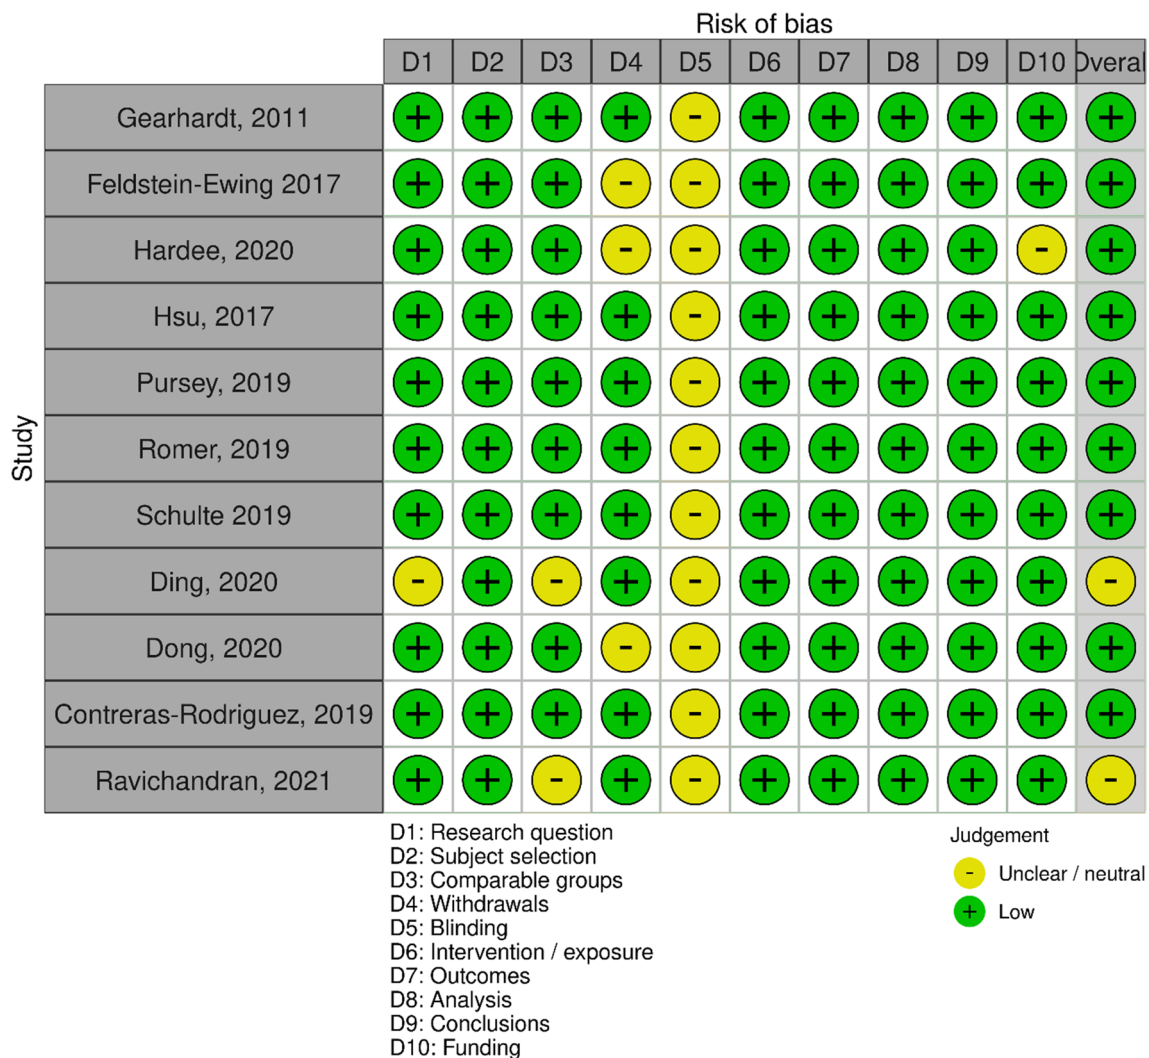 Risk of bias
D1 D2 D3 D4 D5 D6 D7 D8 D9 D10 Overal
Study
Gearhardt, 2011 + + + + - + + + + + +
Feldstein-Ewing 2017 + + + - - + + + + + +
Hardee, 2020 + + + - - + + + + - +
Hsu, 2017 + + + + - + + + + + +
Pursey, 2019 + + + + - + + + + + +
Romer, 2019 + + + + - + + + + + +
Schulte 2019 + + + + - + + + + + +
Ding, 2020 - + - + - + + + + + -
Dong, 2020 + + + - - + + + + + +
Contreras-Rodriguez, 2019 + + + + - + + + + + +
Ravichandran, 2021 + + - + - + + + + + -
D1: Research question
D2: Subject selection
D3: Comparable groups
D4: Withdrawals
D5: Blinding
D6: Intervention / exposure
D7: Outcomes
D8: Analysis
D9: Conclusions
D10: Funding
Judgement
- Unclear / neutral
+ Low